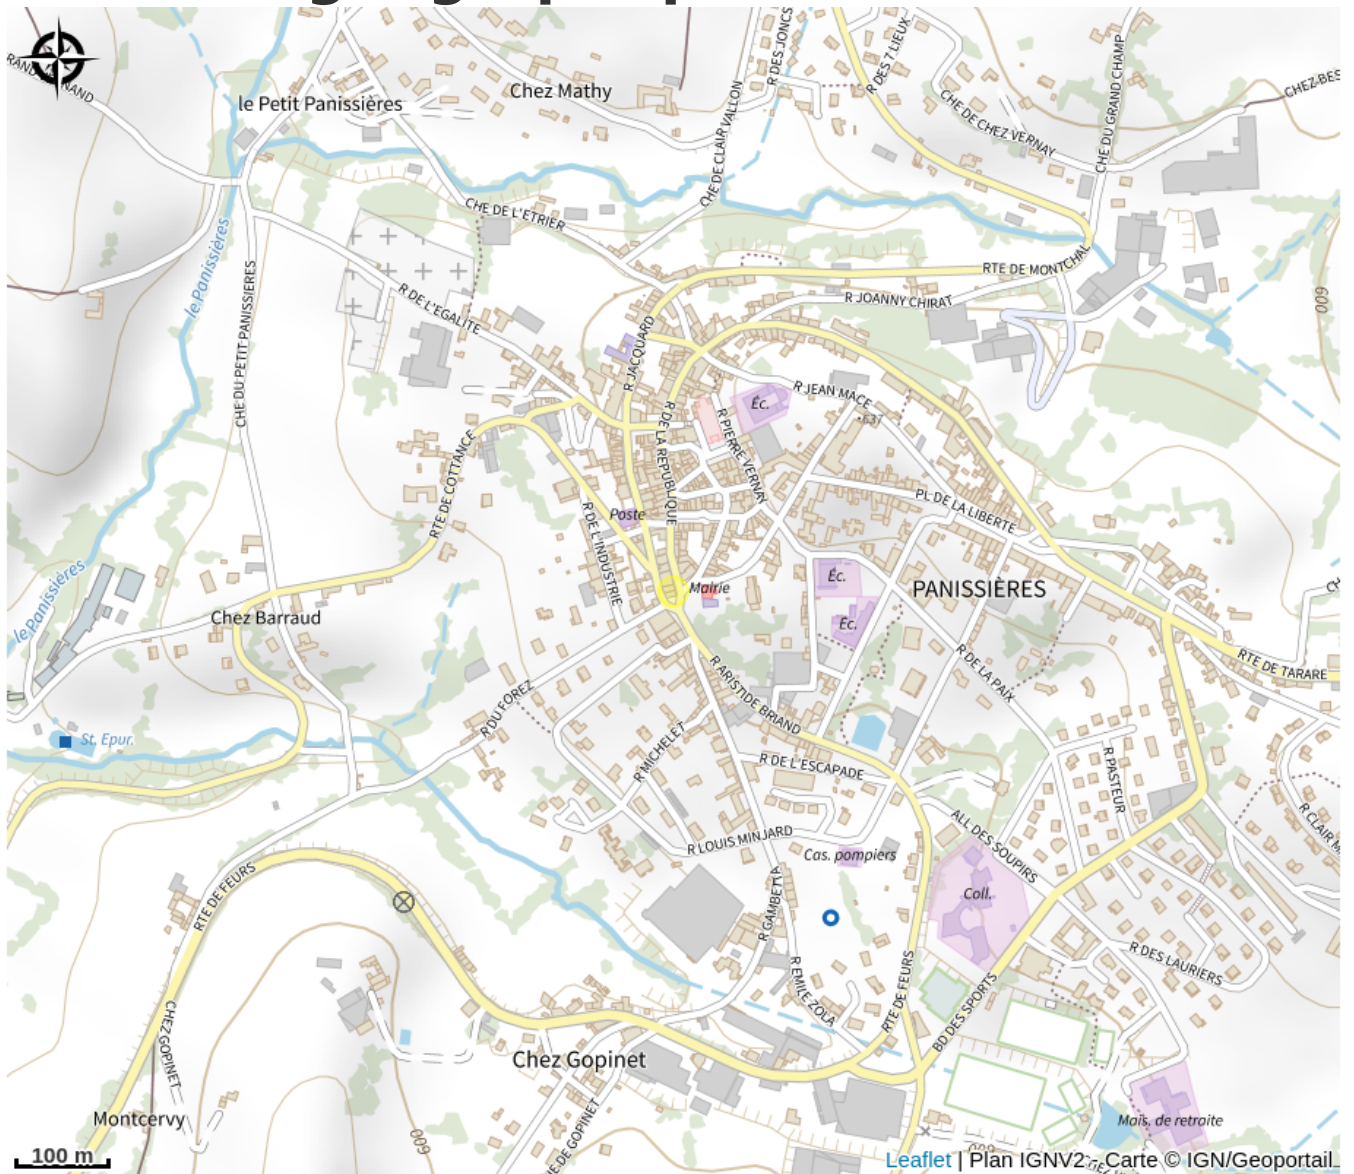 R DES JONCS
R DES 7 LIEUX
CHE DU GRAND CHAMP
le Petit Panissières
Chez Mathy
CHE DE CLAIR VALLON
CHE DE CHEZ VERNAY
CHE DE L'ETRIER
le Panissières
CHE DU PETIT PANISSIERES
R DE L'EGALITE
RTE DE MONTCHAL
R JOANNY CHIRAT
600
R JACQUARD
R JEAN MACE
Éc.
637
R DE LA REPUBLIQUE
R PIERRE VERNAY
RTE DE COTTANCE
PL DE LA LIBERTE
Poste
R DE L'INDUSTRIE
Mairie
Éc.
PANISSIÈRES
Éc.
le Panissières
Chez Barraud
R ARISTIDE BRIAND
R DE LA PAIX
RTE DE TARARE
R DU FOREZ
St. Epur.
R MICHELET
R DE L'ESCAPADE
R PASTEUR
R LOUIS MINJARD
ALL DES SOUPIRS
Cas. pompiers
Coll.
RTE DE FEURS
R GAMBETTA
R EMILE ZOLA
RTE DE FEURS
R DES LAURIERS
BD DES SPORTS
CHEZ GOPINET
Chez Gopinet
Montcervy
600
Mais. de retraite
100 m
Leaflet | Plan IGNV2 - Carte © IGN/Geoportail